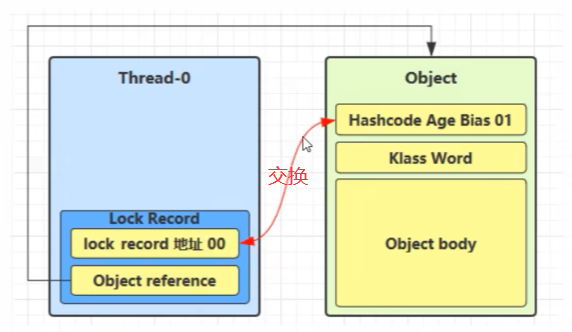 Thread-0
Object
Hashcode Age Bias 01
Klass Word
交换
Lock Record
lock record 地址 00
Object reference
Object body